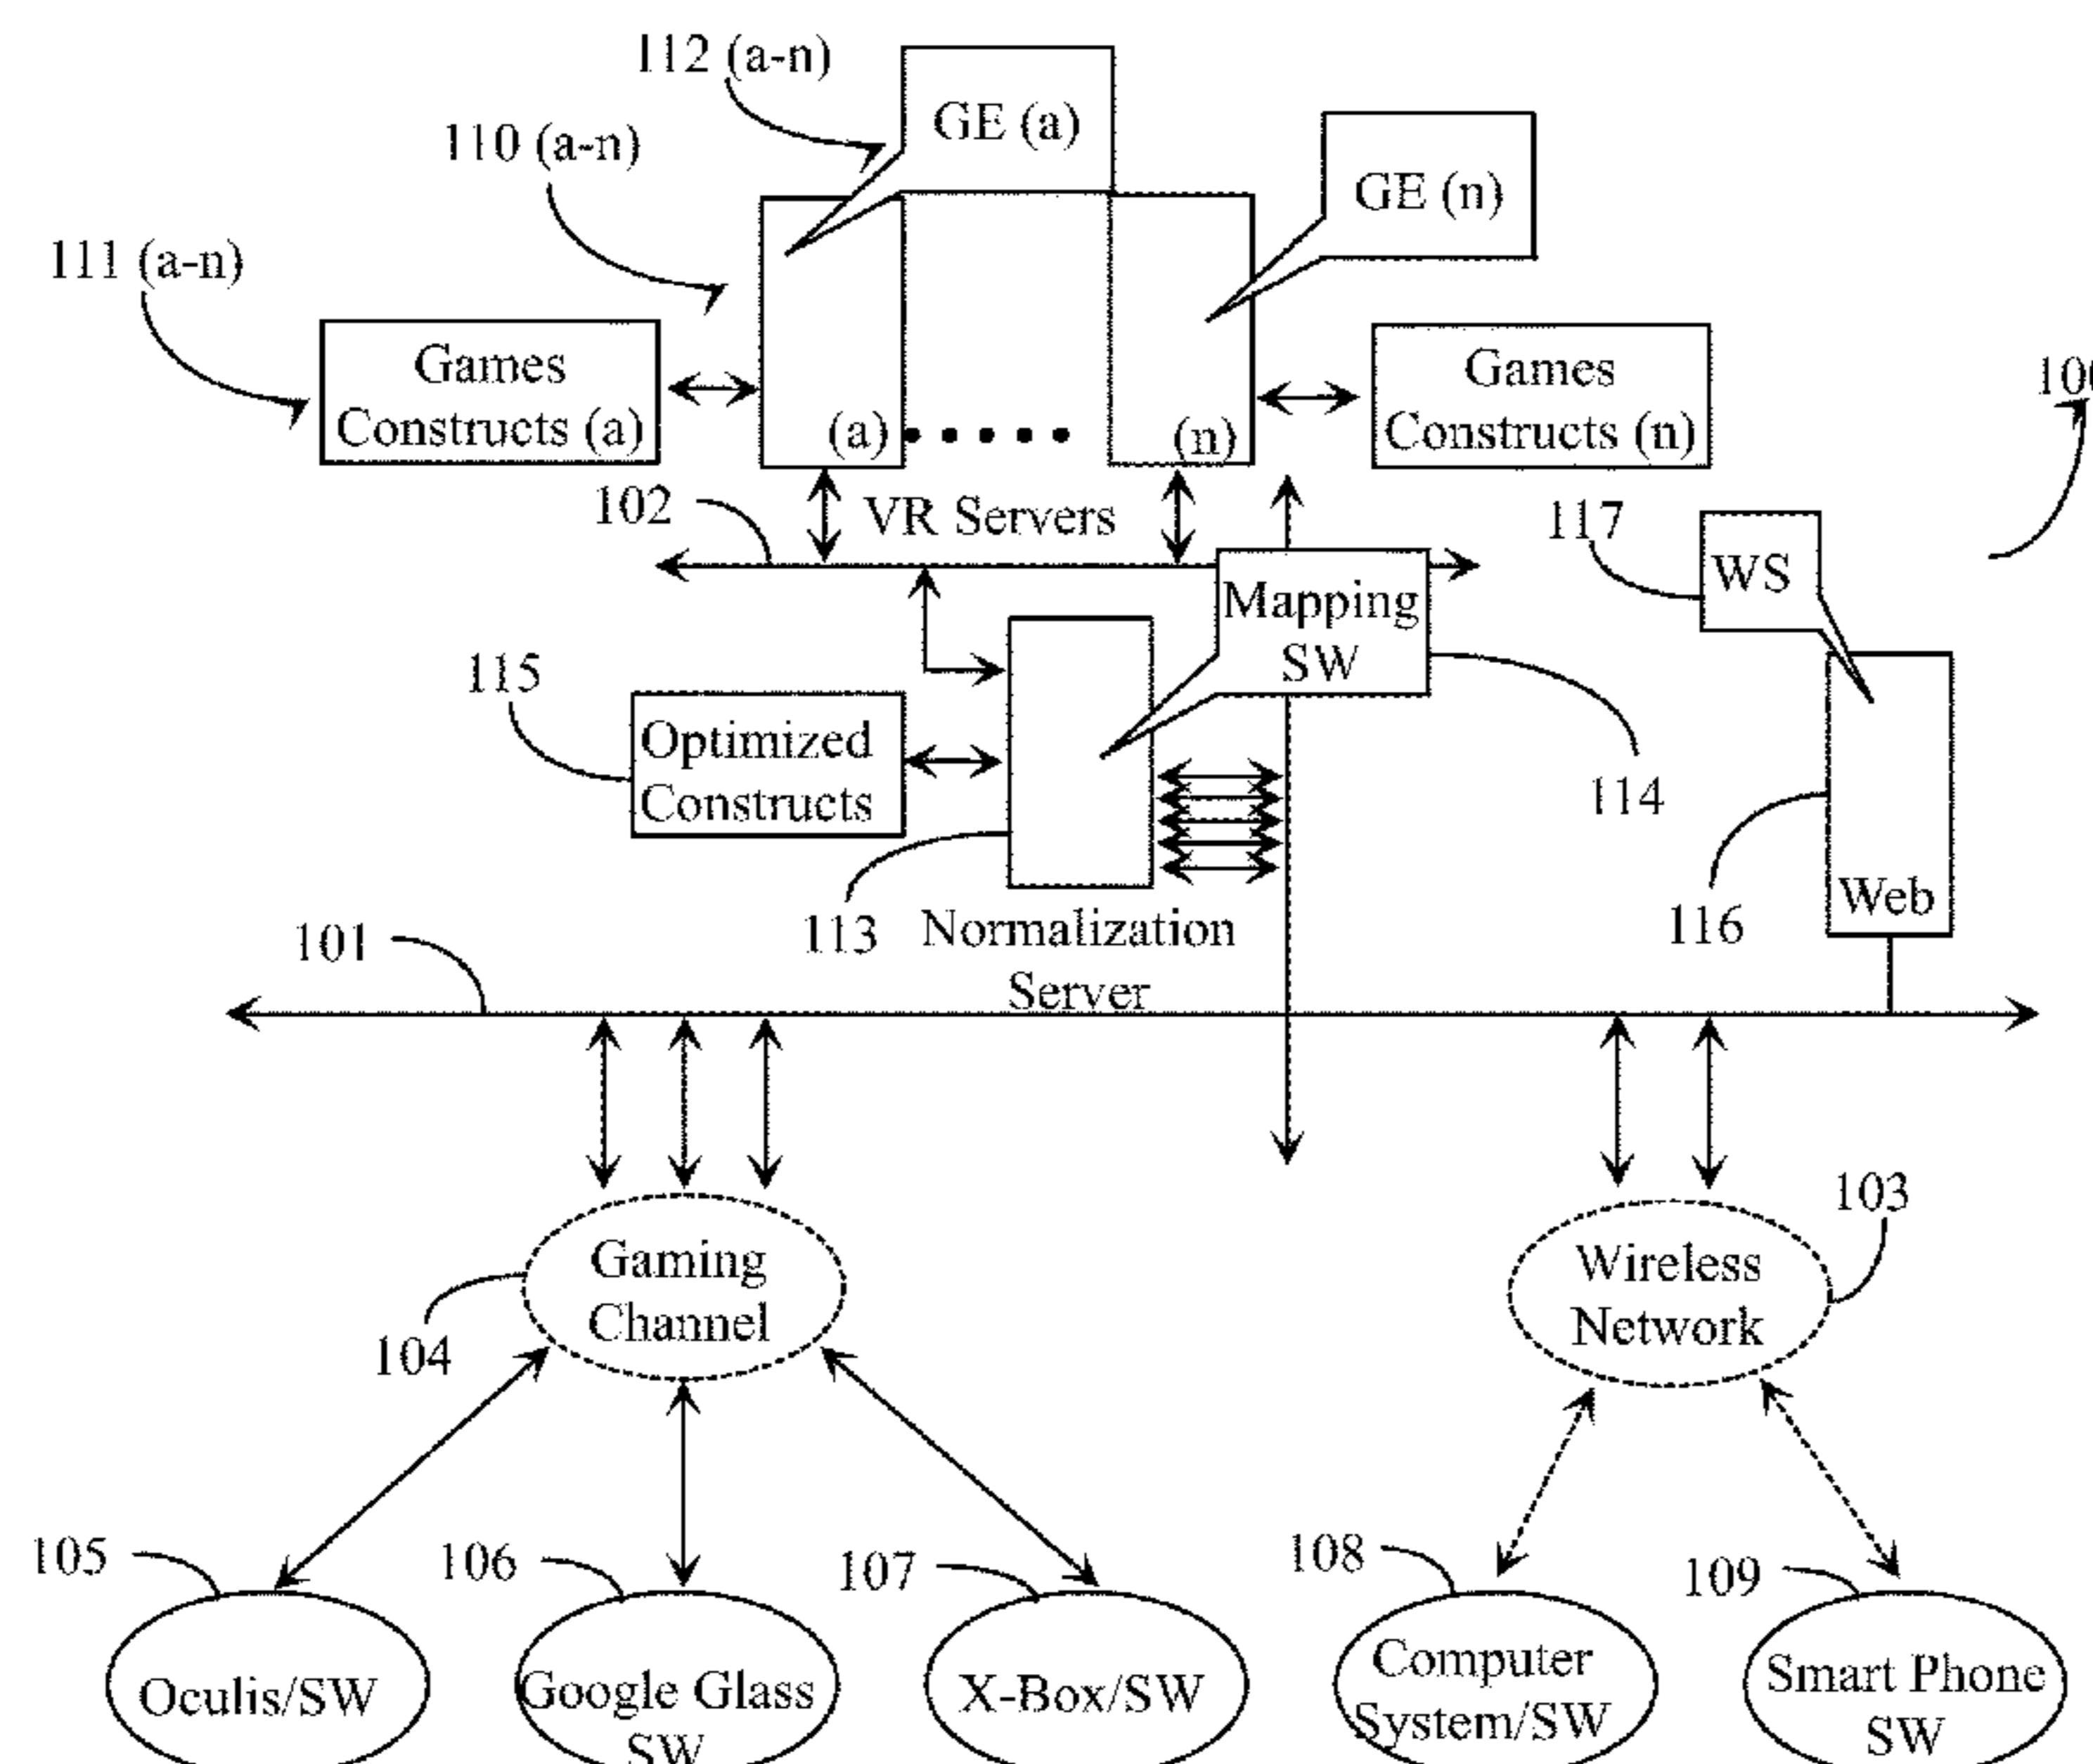 112 (a-n)
GE (a)
110 (a-n)
GE (n)
111 (a-n)
Games
Constructs (a)
(a)
(n)
Games
Constructs (n)
102
VR Servers
117
WS
Mapping
SW
115
Optimized
Constructs
114
113
Normalization
Server
116
Web
101
103
Gaming
Channel
104
Wireless
Network
105
106
107
108
109
Oculis/SW
Google Glass
SW
X-Box/SW
Computer
System/SW
Smart Phone
SW